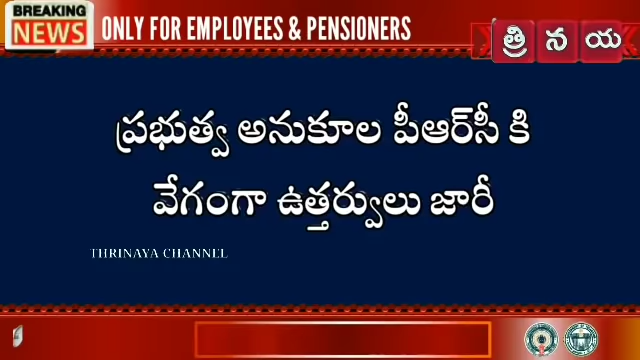 BREAKING
NEWS
ONLY FOR EMPLOYEES & PENSIONERS
త్రి న య
ప్రభుత్వ అనుకూల పీఆర్‌సీ కి
వేగంగా ఉత్తర్వులు జారీ
THRINAYA CHANNEL